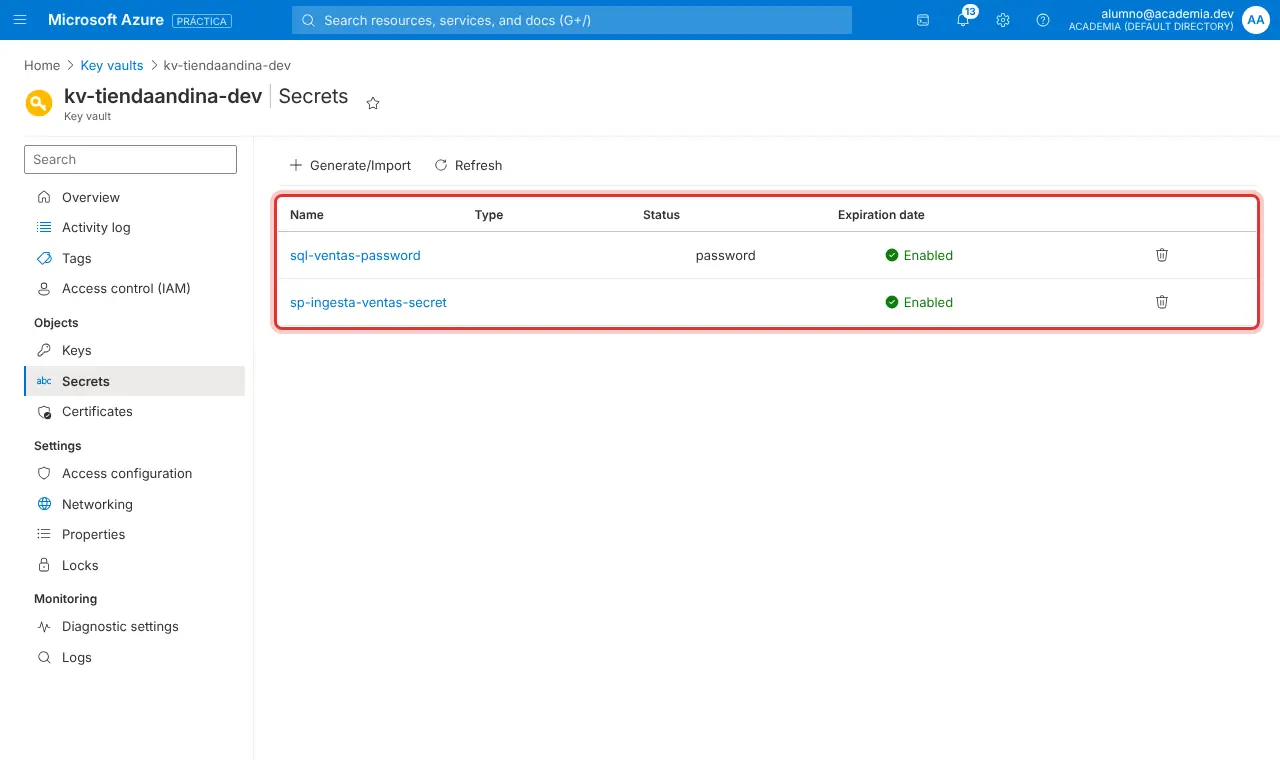 Microsoft Azure PRÁCTICA Search resources, services, and docs (G+/) 13 alumno@academia.dev
ACADEMIA (DEFAULT DIRECTORY) AA
Home > Key vaults > kv-tiendaandina-dev
kv-tiendaandina-dev | Secrets
Key vault
Search
Overview
Activity log
Tags
Access control (IAM)
Objects
Keys
abc Secrets
Certificates
Settings
Access configuration
Networking
Properties
Locks
Monitoring
Diagnostic settings
Logs
Generate/Import Refresh
Name Type Status Expiration date
sql-ventas-password password Enabled
sp-ingesta-ventas-secret Enabled